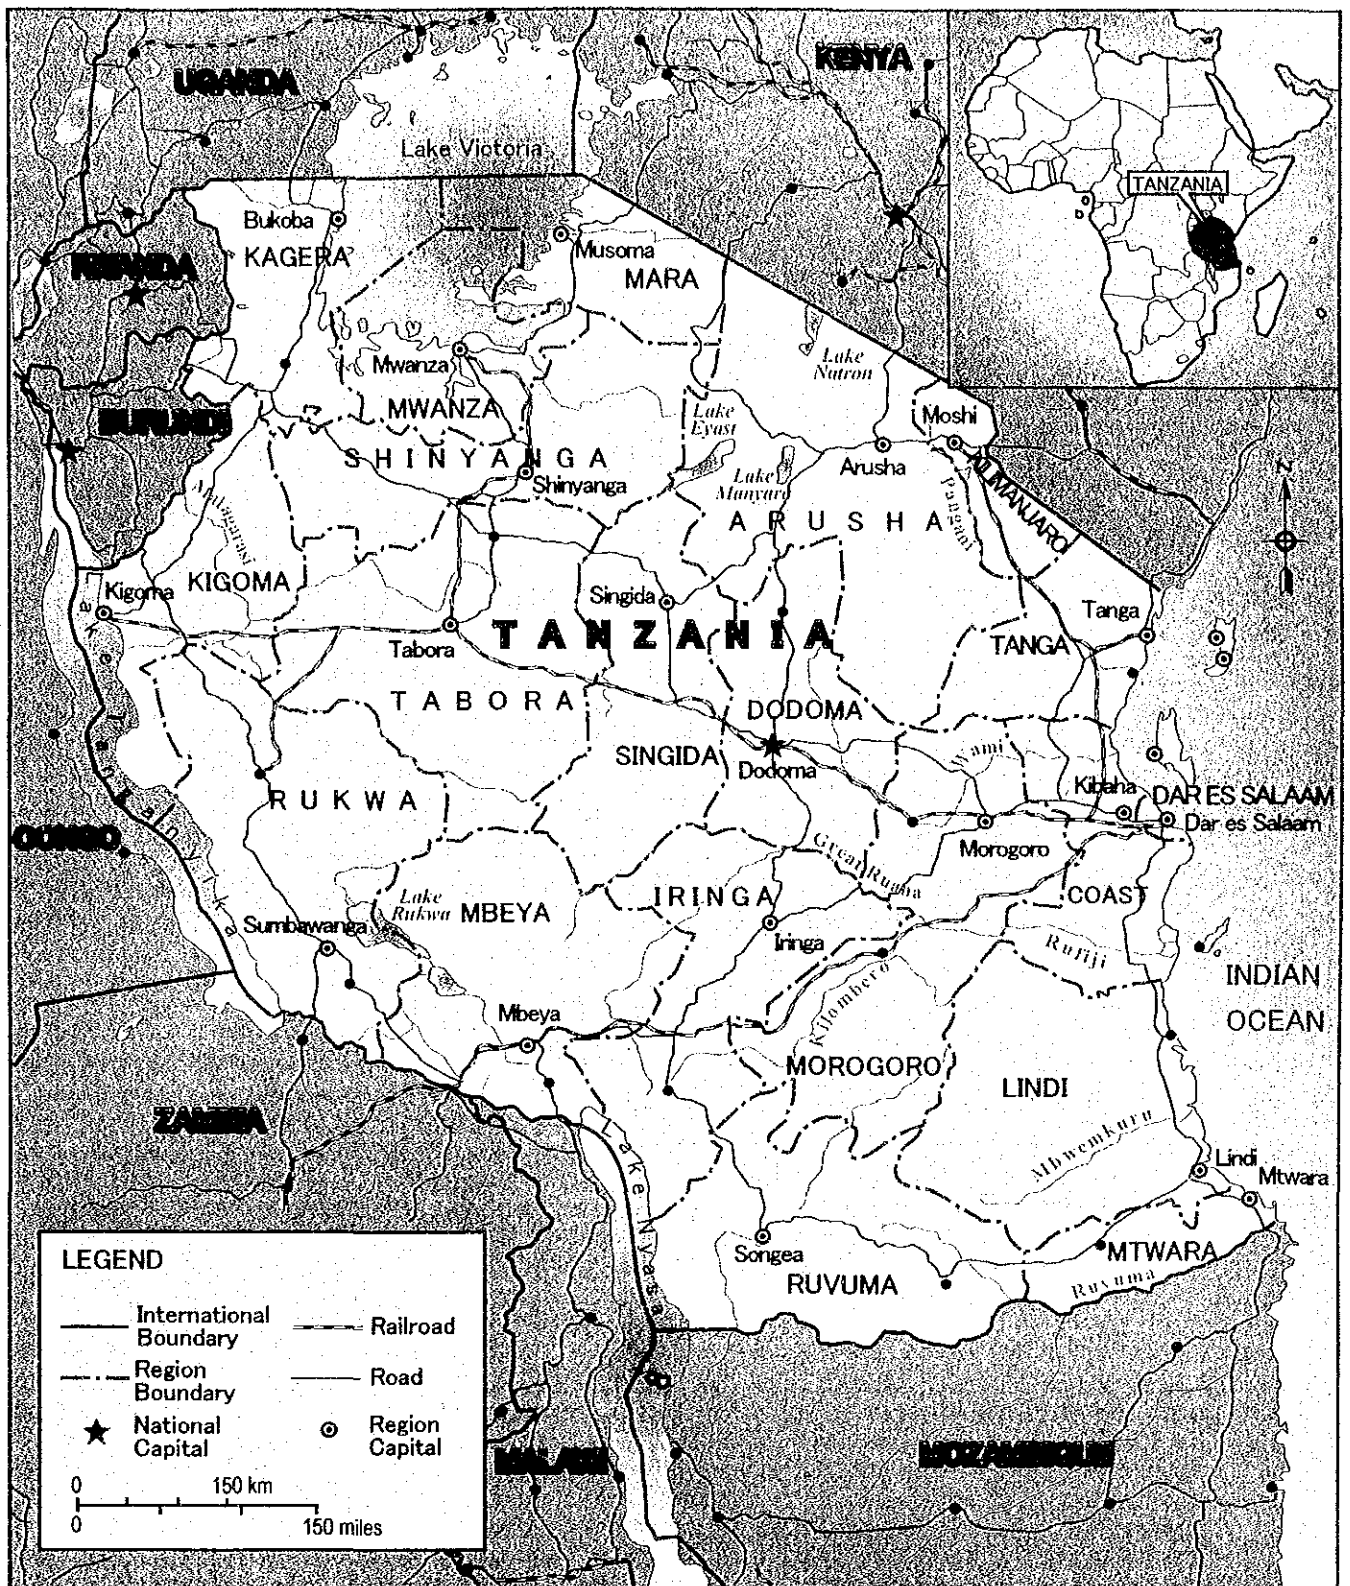 UGANDA
KENYA
Lake Victoria
TANZANIA
Bukoba
KAGERA
Musoma
MARA
RWANDA
Lake
Natron
Mwanza
MWANZA
Lake
Eyasi
Moshi
BURUNDI
SHINYANGA
Shinyanga
Arusha
KILIMANJARO
Lake
Manyara
ARUSHA
Pangani
N
Malagarasi
Kigoma
KIGOMA
Singida
Tanga
Tabora
TANZANIA
TANGA
Lake Tanganyika
TABORA
DODOMA
SINGIDA
Dodoma
Wami
Kibaha
DAR ES SALAAM
Dar es Salaam
RUKWA
CONGO
Morogoro
Great Ruaha
Lake
Rukwa
MBEYA
IRINGA
COAST
Sumbawanga
Iringa
Rufiji
INDIAN
OCEAN
Kilombero
Mbeya
MOROGORO
LINDI
ZAMBIA
Lake Nyasa
Mbwemkuru
Lindi
Mtwara
Songea
RUVUMA
MTWARA
Ruvuma
MALAWI
MOZAMBIQUE
LEGEND
International
Boundary
Railroad
Region
Boundary
Road
National
Capital
Region
Capital
0 150 km
0 150 miles